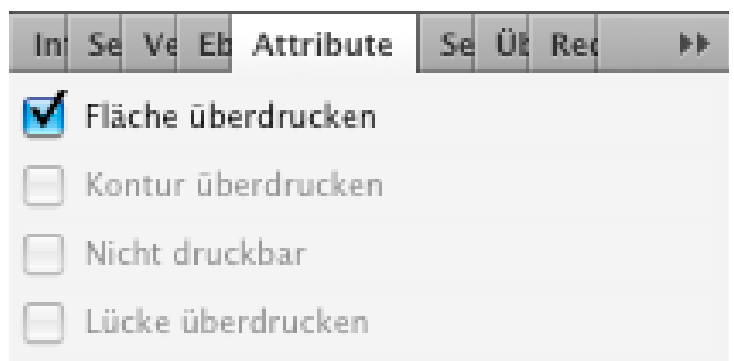 Attribute
Fläche überdrucken
Kontur überdrucken
Nicht druckbar
Lücke überdrucken